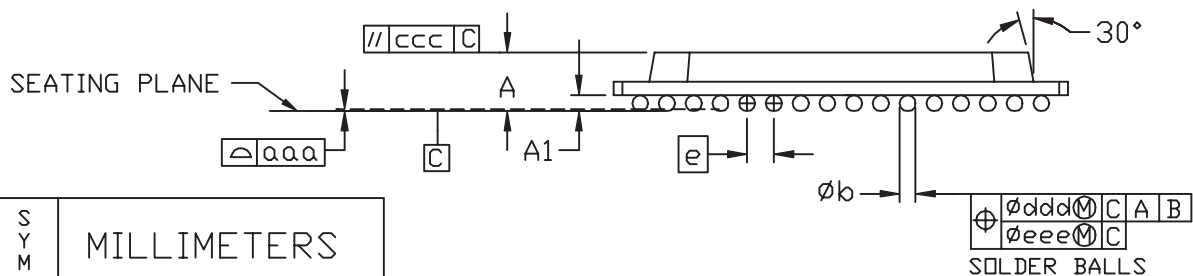 // ccc C
30°
SEATING PLANE
A
⌓ aaa
C
A1
e
Øb
⌖ Ødddⓜ C A B
Øeeeⓜ C
SOLDER BALLS
S
Y
M
MILLIMETERS